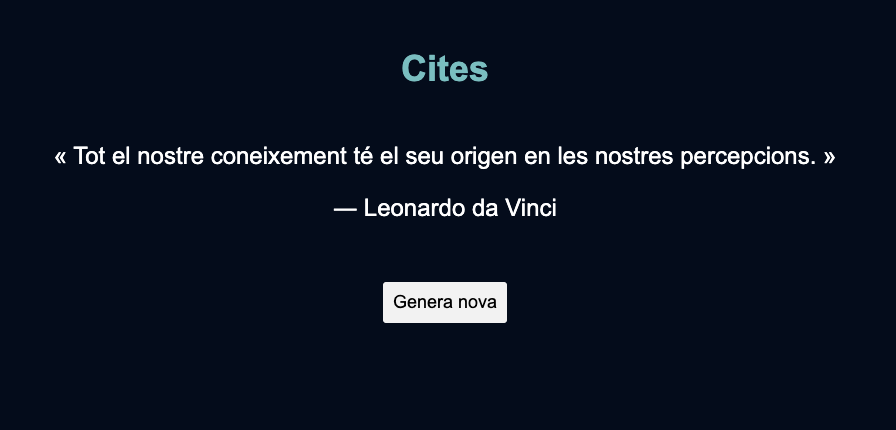 Cites
« Tot el nostre coneixement té el seu origen en les nostres percepcions. »
— Leonardo da Vinci
Genera nova